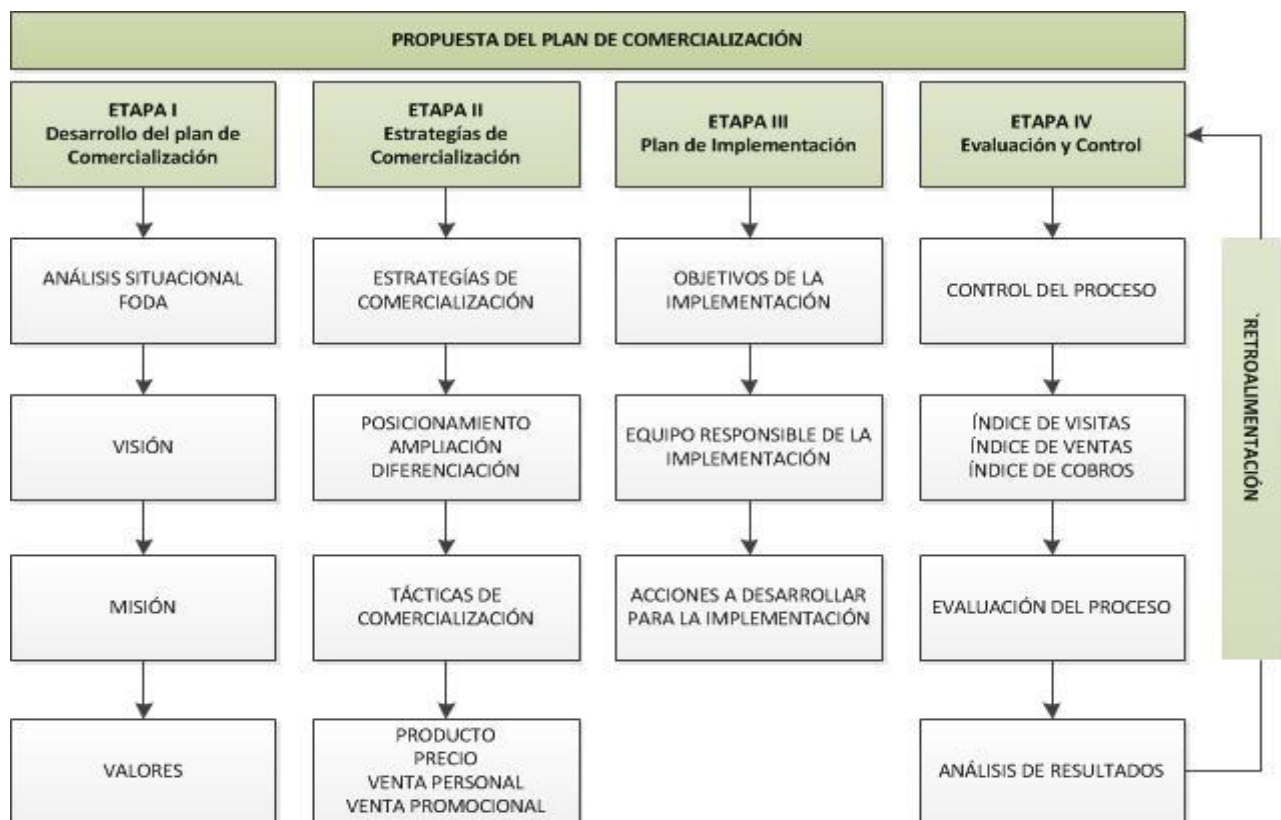 PROPUESTA DEL PLAN DE COMERCIALIZACIÓN
ETAPA I
Desarrollo del plan de
Comercialización
ANÁLISIS SITUACIONAL
FODA
VISIÓN
MISIÓN
VALORES
ETAPA II
Estrategías de
Comercialización
ESTRATEGÍAS DE
COMERCIALIZACIÓN
POSICIONAMIENTO
AMPLIACIÓN
DIFERENCIACIÓN
TÁCTICAS DE
COMERCIALIZACIÓN
PRODUCTO
PRECIO
VENTA PERSONAL
VENTA PROMOCIONAL
ETAPA III
Plan de Implementación
OBJETIVOS DE LA
IMPLEMENTACIÓN
EQUIPO RESPONSIBLE DE LA
IMPLEMENTACIÓN
ACCIONES A DESARROLLAR
PARA LA IMPLEMENTACIÓN
ETAPA IV
Evaluación y Control
CONTROL DEL PROCESO
ÍNDICE DE VISITAS
ÍNDICE DE VENTAS
ÍNDICE DE COBROS
EVALUACIÓN DEL PROCESO
ANÁLISIS DE RESULTADOS
`RETROALIMENTACIÓN